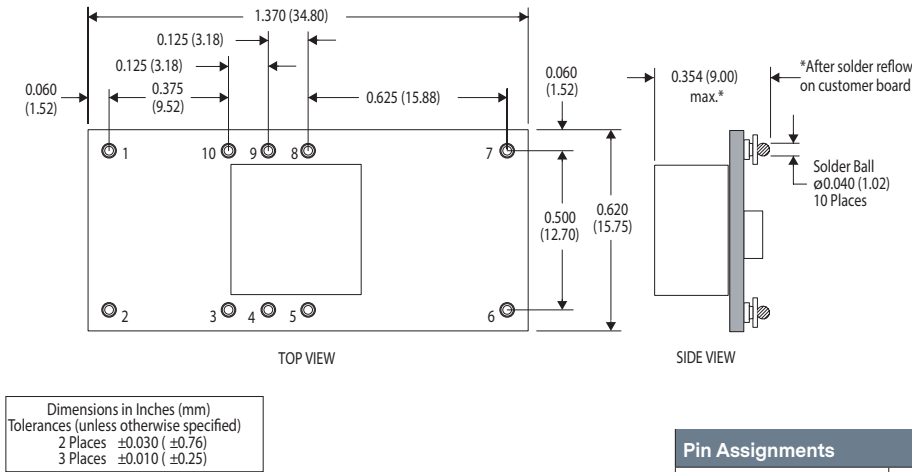 1.370 (34.80)
0.125 (3.18)
0.125 (3.18)
0.060
(1.52)
0.375
(9.52)
0.625 (15.88)
0.060
(1.52)
0.354 (9.00)
max.*
*After solder reflow
on customer board
1
10
9
8
7
0.500
(12.70)
0.620
(15.75)
Solder Ball
ø0.040 (1.02)
10 Places
2
3
4
5
6
TOP VIEW
SIDE VIEW
Dimensions in Inches (mm)
Tolerances (unless otherwise specified)
2 Places ±0.030 ( ±0.76)
3 Places ±0.010 ( ±0.25)
Pin Assignments